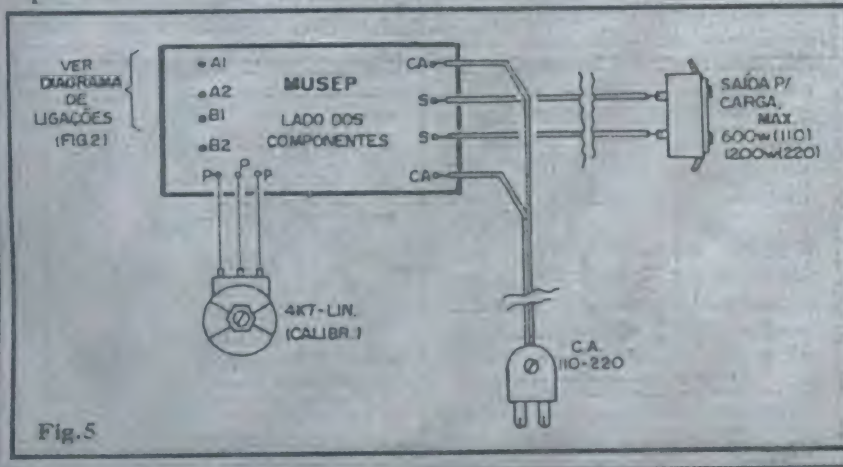 VER
DIAGRAMA
DE
LIGAÇÕES
(FIG.2)
A1
A2
B1
B2
MUSEP
LADO DOS
COMPONENTES
CA
S
S
CA
P
P
P
SAÍDA P/
CARGA,
MAX
600w(110)
1200w(220)
4K7-LIN.
(CALIBR.)
C.A.
110-220
Fig.5